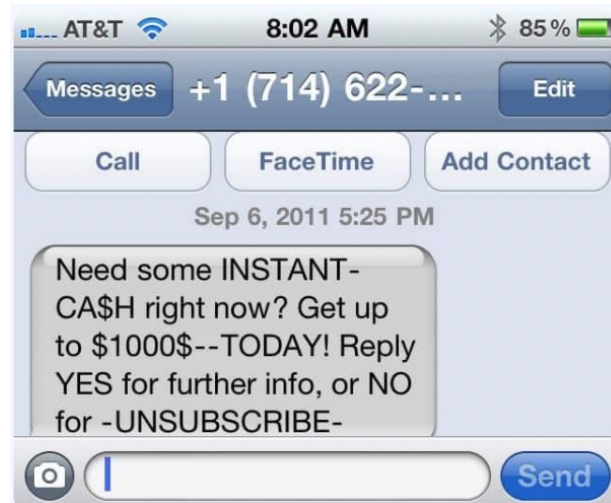 AT&T 8:02 AM 85%
Messages +1 (714) 622-... Edit
Call FaceTime Add Contact
Sep 6, 2011 5:25 PM
Need some INSTANT-
CA$H right now? Get up
to $1000$--TODAY! Reply
YES for further info, or NO
for -UNSUBSCRIBE-
Send